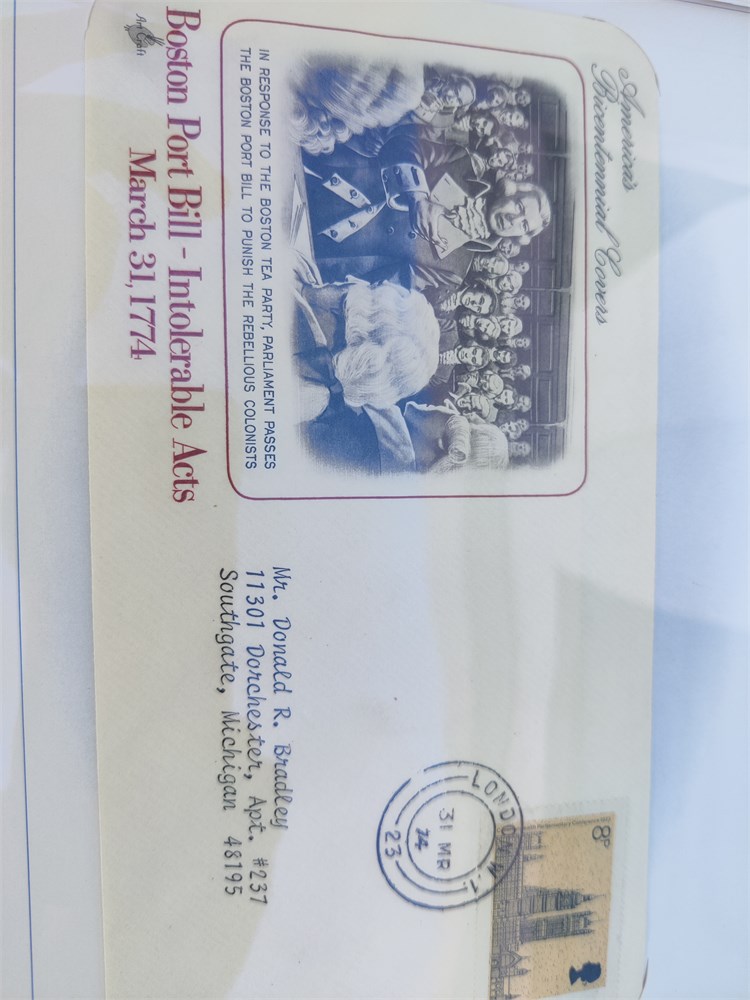 America's
Bicentennial Covers
IN RESPONSE TO THE BOSTON TEA PARTY, PARLIAMENT PASSES
THE BOSTON PORT BILL TO PUNISH THE REBELLIOUS COLONISTS
Boston Port Bill - Intolerable Acts
March 31, 1774
Art Craft
8P
LONDON W.1
31 MR
74
23
Mr. Donald R. Bradley
11301 Dorchester, Apt. #237
Southgate, Michigan 48195